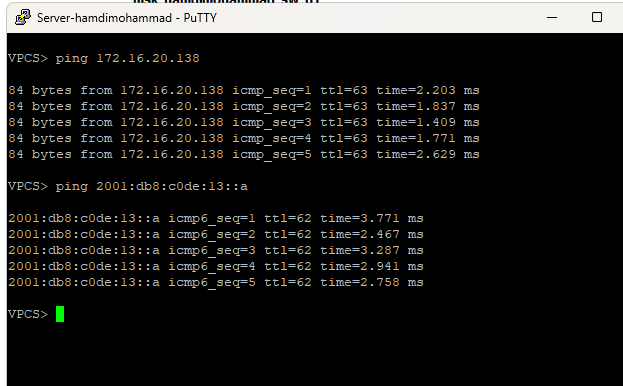 Server-hamdimohammad - PuTTY
VPCS> ping 172.16.20.138
84 bytes from 172.16.20.138 icmp_seq=1 ttl=63 time=2.203 ms
84 bytes from 172.16.20.138 icmp_seq=2 ttl=63 time=1.837 ms
84 bytes from 172.16.20.138 icmp_seq=3 ttl=63 time=1.409 ms
84 bytes from 172.16.20.138 icmp_seq=4 ttl=63 time=1.771 ms
84 bytes from 172.16.20.138 icmp_seq=5 ttl=63 time=2.629 ms
VPCS> ping 2001:db8:c0de:13::a
2001:db8:c0de:13::a icmp6_seq=1 ttl=62 time=3.771 ms
2001:db8:c0de:13::a icmp6_seq=2 ttl=62 time=2.467 ms
2001:db8:c0de:13::a icmp6_seq=3 ttl=62 time=3.287 ms
2001:db8:c0de:13::a icmp6_seq=4 ttl=62 time=2.941 ms
2001:db8:c0de:13::a icmp6_seq=5 ttl=62 time=2.758 ms
VPCS>